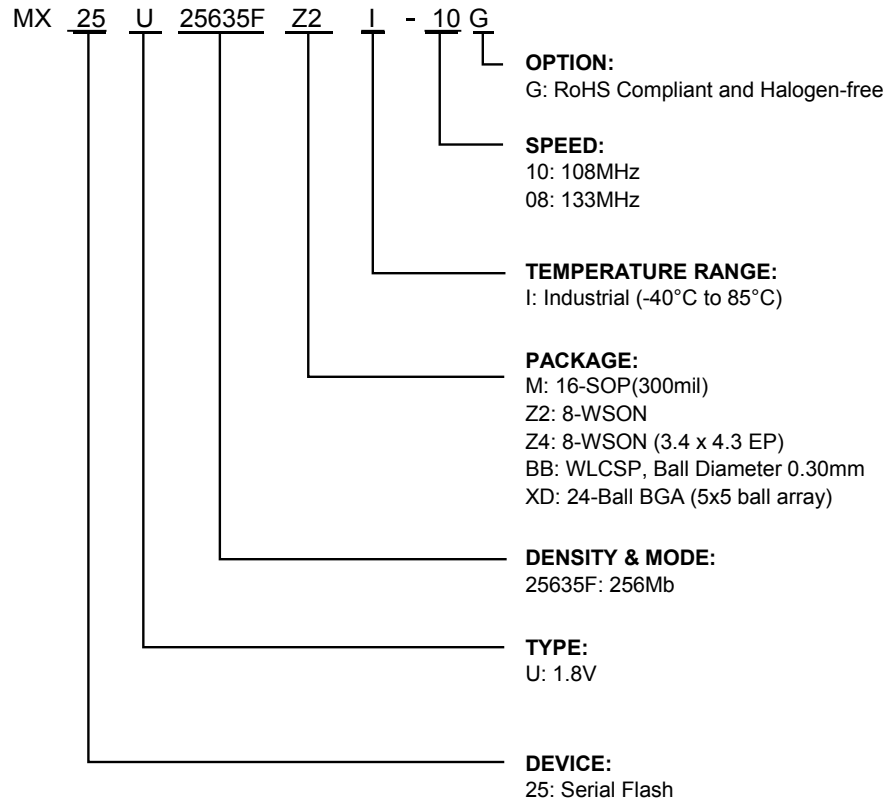 MX 25 U 25635F Z2 I - 10 G
OPTION:
G: RoHS Compliant and Halogen-free
SPEED:
10: 108MHz
08: 133MHz
TEMPERATURE RANGE:
I: Industrial (-40°C to 85°C)
PACKAGE:
M: 16-SOP(300mil)
Z2: 8-WSON
Z4: 8-WSON (3.4 x 4.3 EP)
BB: WLCSP, Ball Diameter 0.30mm
XD: 24-Ball BGA (5x5 ball array)
DENSITY & MODE:
25635F: 256Mb
TYPE:
U: 1.8V
DEVICE:
25: Serial Flash